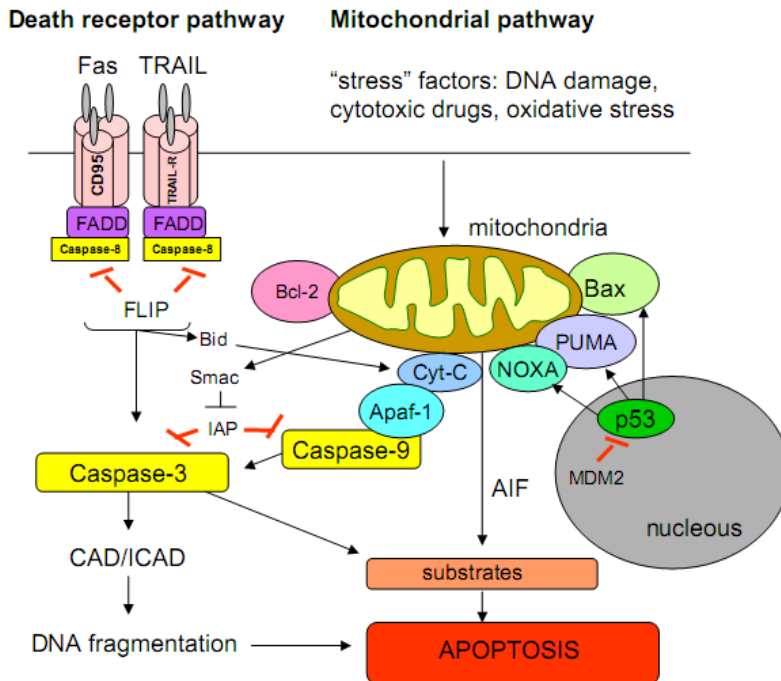 Death receptor pathway
Mitochondrial pathway
Fas
TRAIL
"stress" factors: DNA damage,
cytotoxic drugs, oxidative stress
CD95
TRAIL-R
FADD
FADD
Caspase-8
Caspase-8
mitochondria
Bcl-2
Bax
FLIP
Bid
PUMA
Smac
Cyt-C
NOXA
Apaf-1
p53
IAP
Caspase-9
Caspase-3
MDM2
AIF
nucleous
CAD/ICAD
substrates
DNA fragmentation
APOPTOSIS